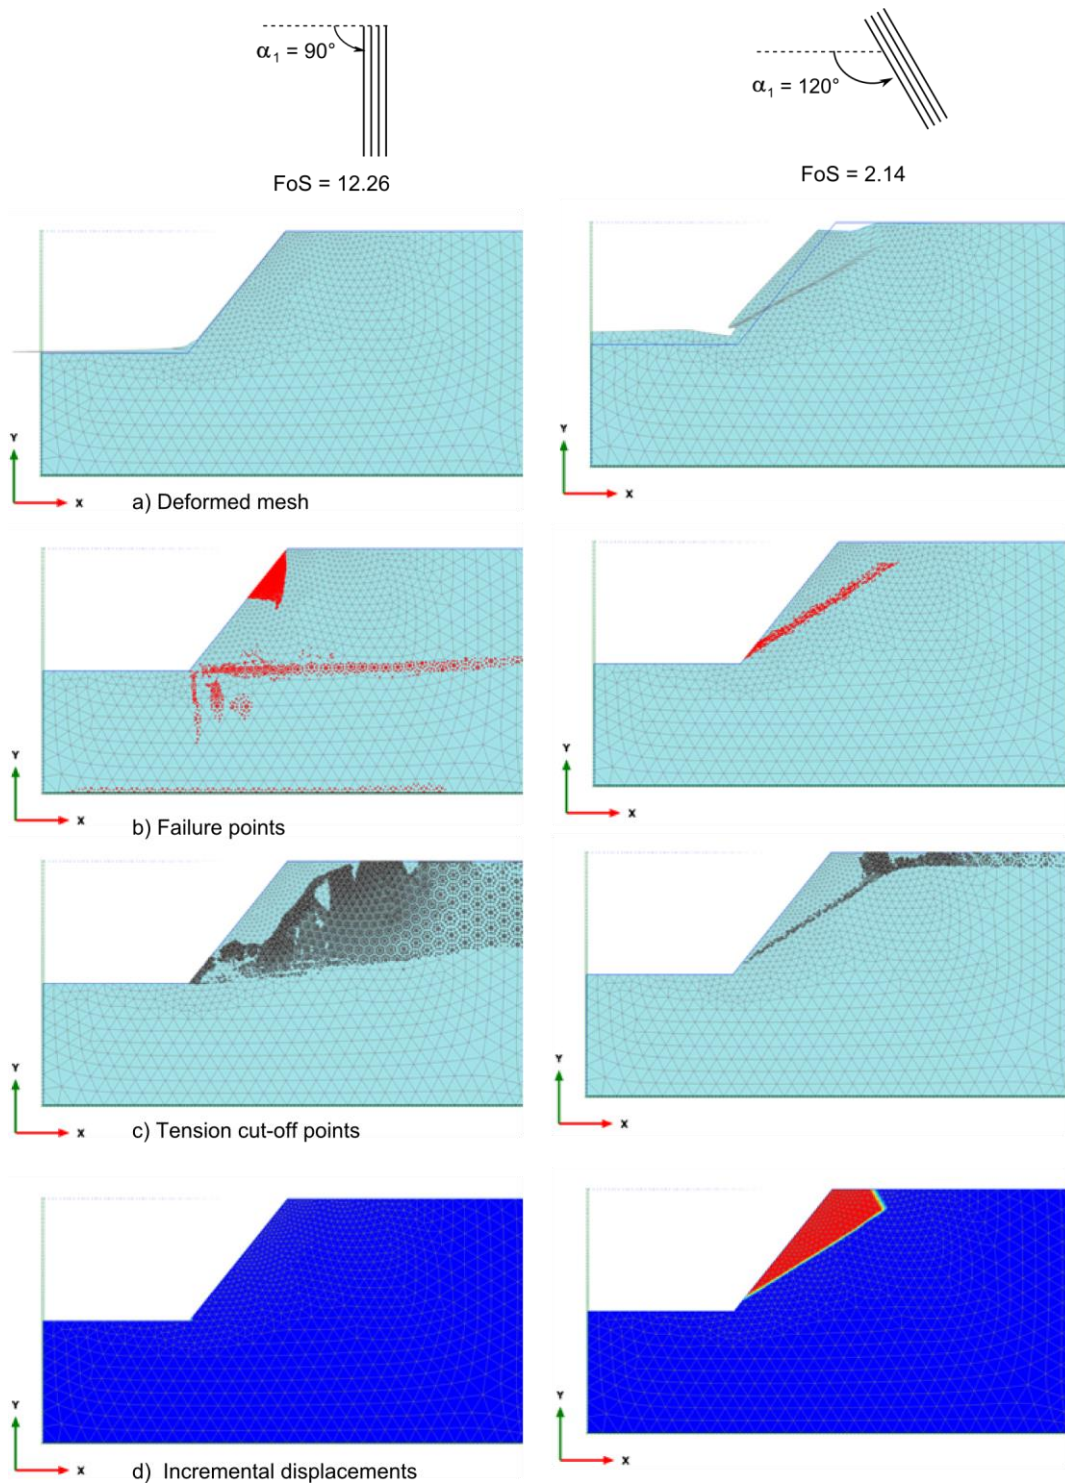 α1 = 90°
α1 = 120°
FoS = 12.26
FoS = 2.14
Y
X
Y
X
a) Deformed mesh
Y
X
Y
X
b) Failure points
Y
X
Y
X
c) Tension cut-off points
Y
X
Y
X
d) Incremental displacements